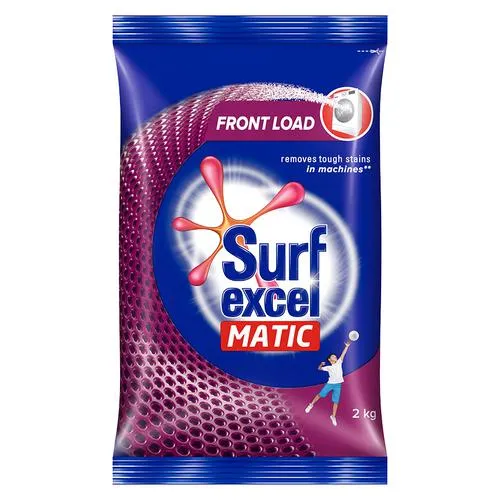 FRONT LOAD
removes tough stains
in machines**
Surf
excel
MATIC
2 kg